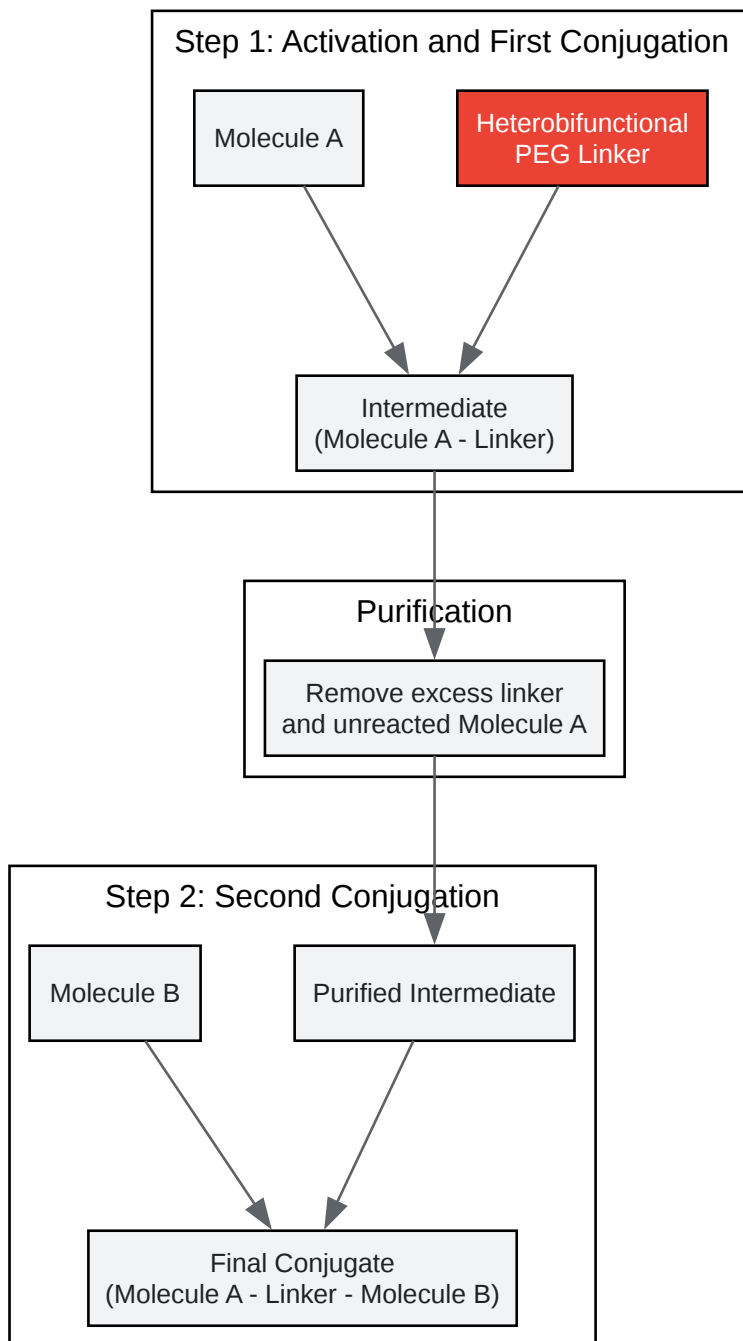 Step 1: Activation and First Conjugation
Molecule A
Heterobifunctional
PEG Linker
Intermediate
(Molecule A - Linker)
Purification
Remove excess linker
and unreacted Molecule A
Step 2: Second Conjugation
Molecule B
Purified Intermediate
Final Conjugate
(Molecule A - Linker - Molecule B)